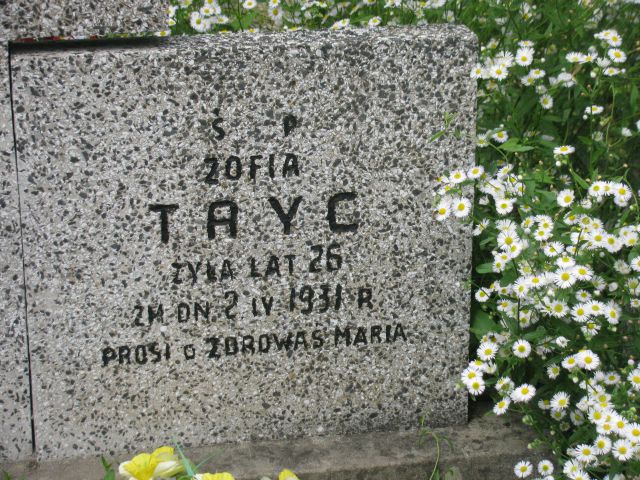 Ś P
ZOFIA
TAYC
ŻYŁA LAT 26
ZM. DN. 2 IV 1931 R
PROSI O ZDROWAŚ MARIA